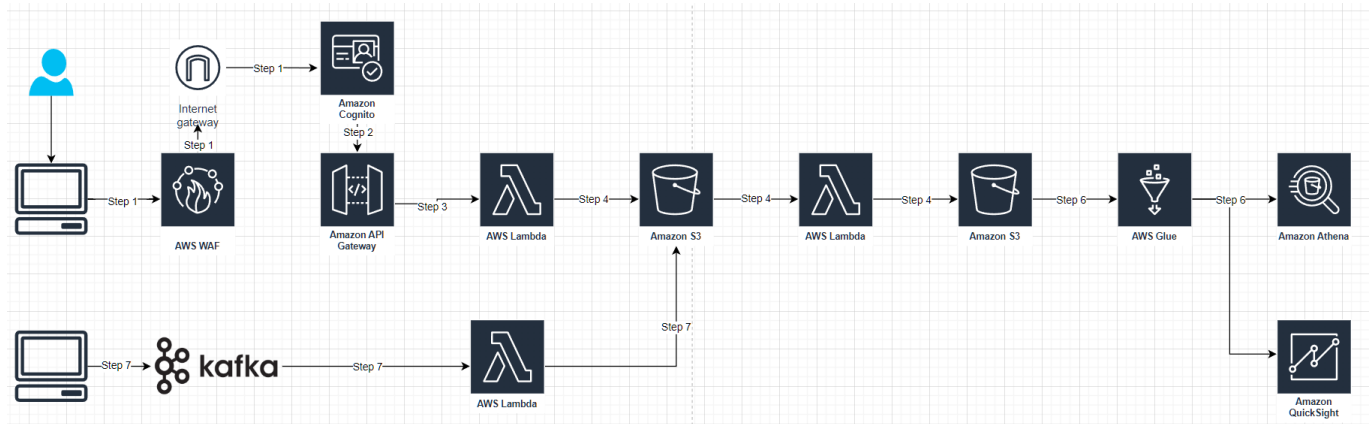 Step 1
Amazon
Cognito
Internet
gateway
Step 2
Step 1
Step 1
AWS WAF
Amazon API
Gateway
Step 3
AWS Lambda
Step 4
Amazon S3
Step 4
AWS Lambda
Step 4
Amazon S3
Step 6
AWS Glue
Step 6
Amazon Athena
Step 7
Step 7
kafka
Step 7
AWS Lambda
Amazon
QuickSight